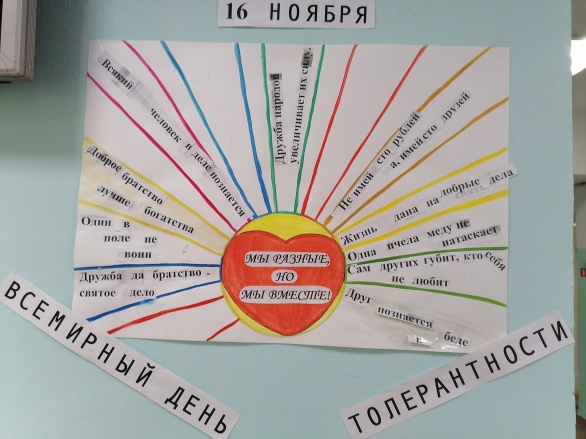 16 НОЯБРЯ
Всякий человек в деле познается
Дружба народов
увеличивает их силу.
Не имей сто рублей
а, имей сто друзей
Доброе братство
лучше богатства
Один в
поле не
воин
Дружба да братство -
святое дело
Жизнь дана на добрые дела
Одна пчела меду не
натаскает
Сам других губит, кто себя
не любит
Друг
познается в беде
МЫ РАЗНЫЕ,
НО
МЫ ВМЕСТЕ!
ВСЕМИРНЫЙ ДЕНЬ
ТОЛЕРАНТНОСТИ